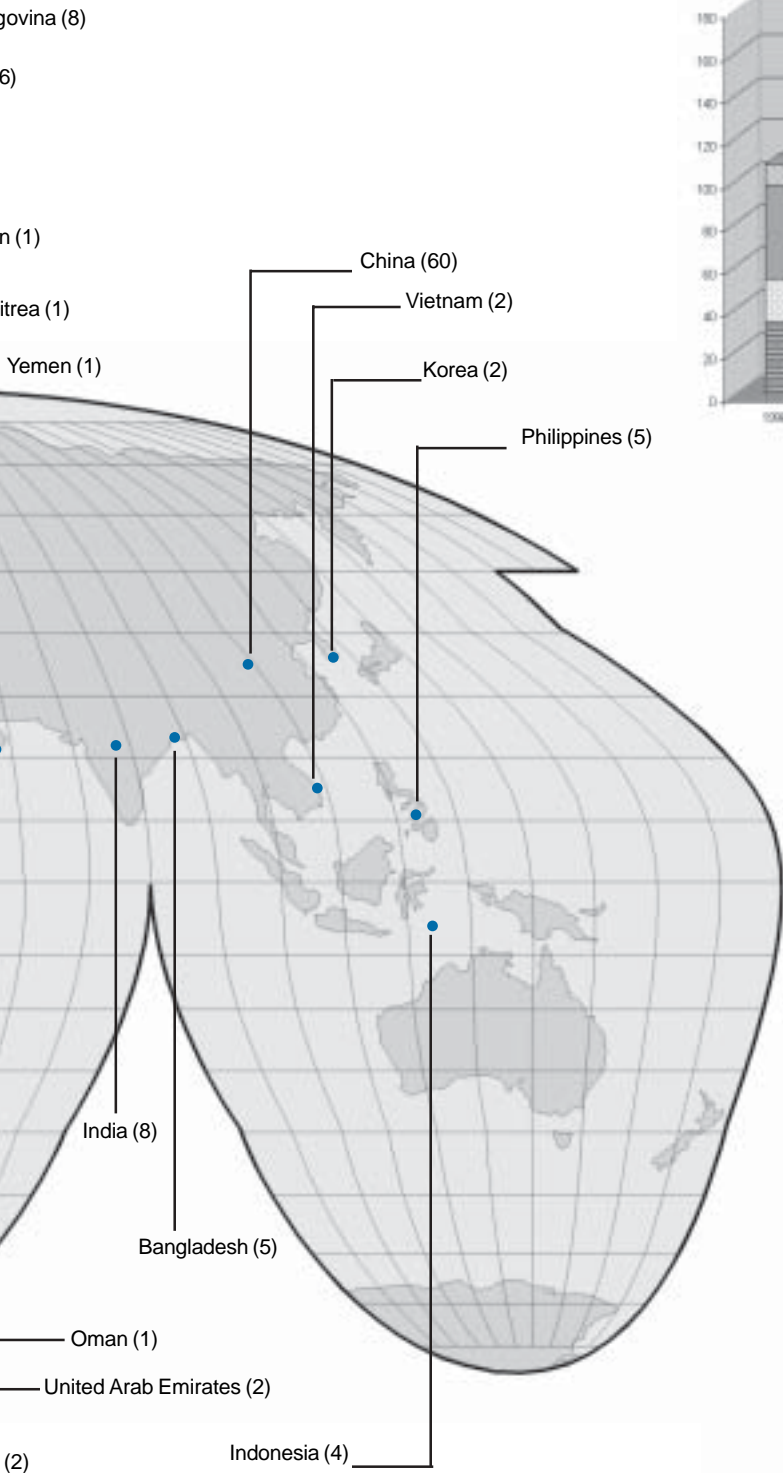 govina (8)
6)
n (1)
China (60)
Vietnam (2)
itrea (1)
Yemen (1)
Korea (2)
Philippines (5)
180
160
140
120
100
80
60
40
20
0
India (8)
Bangladesh (5)
Oman (1)
United Arab Emirates (2)
Indonesia (4)
(2)